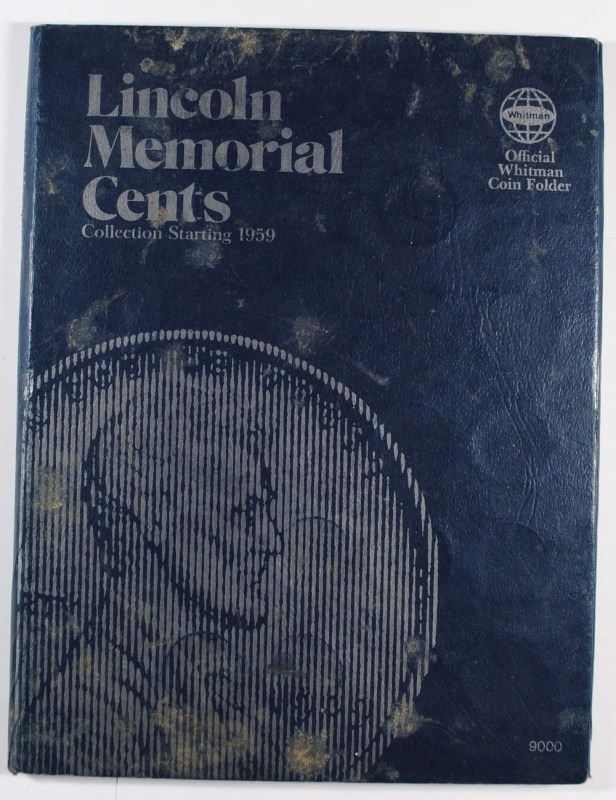 Lincoln
Memorial
Cents
Collection Starting 1959
Whitman
Official
Whitman
Coin Folder
9000